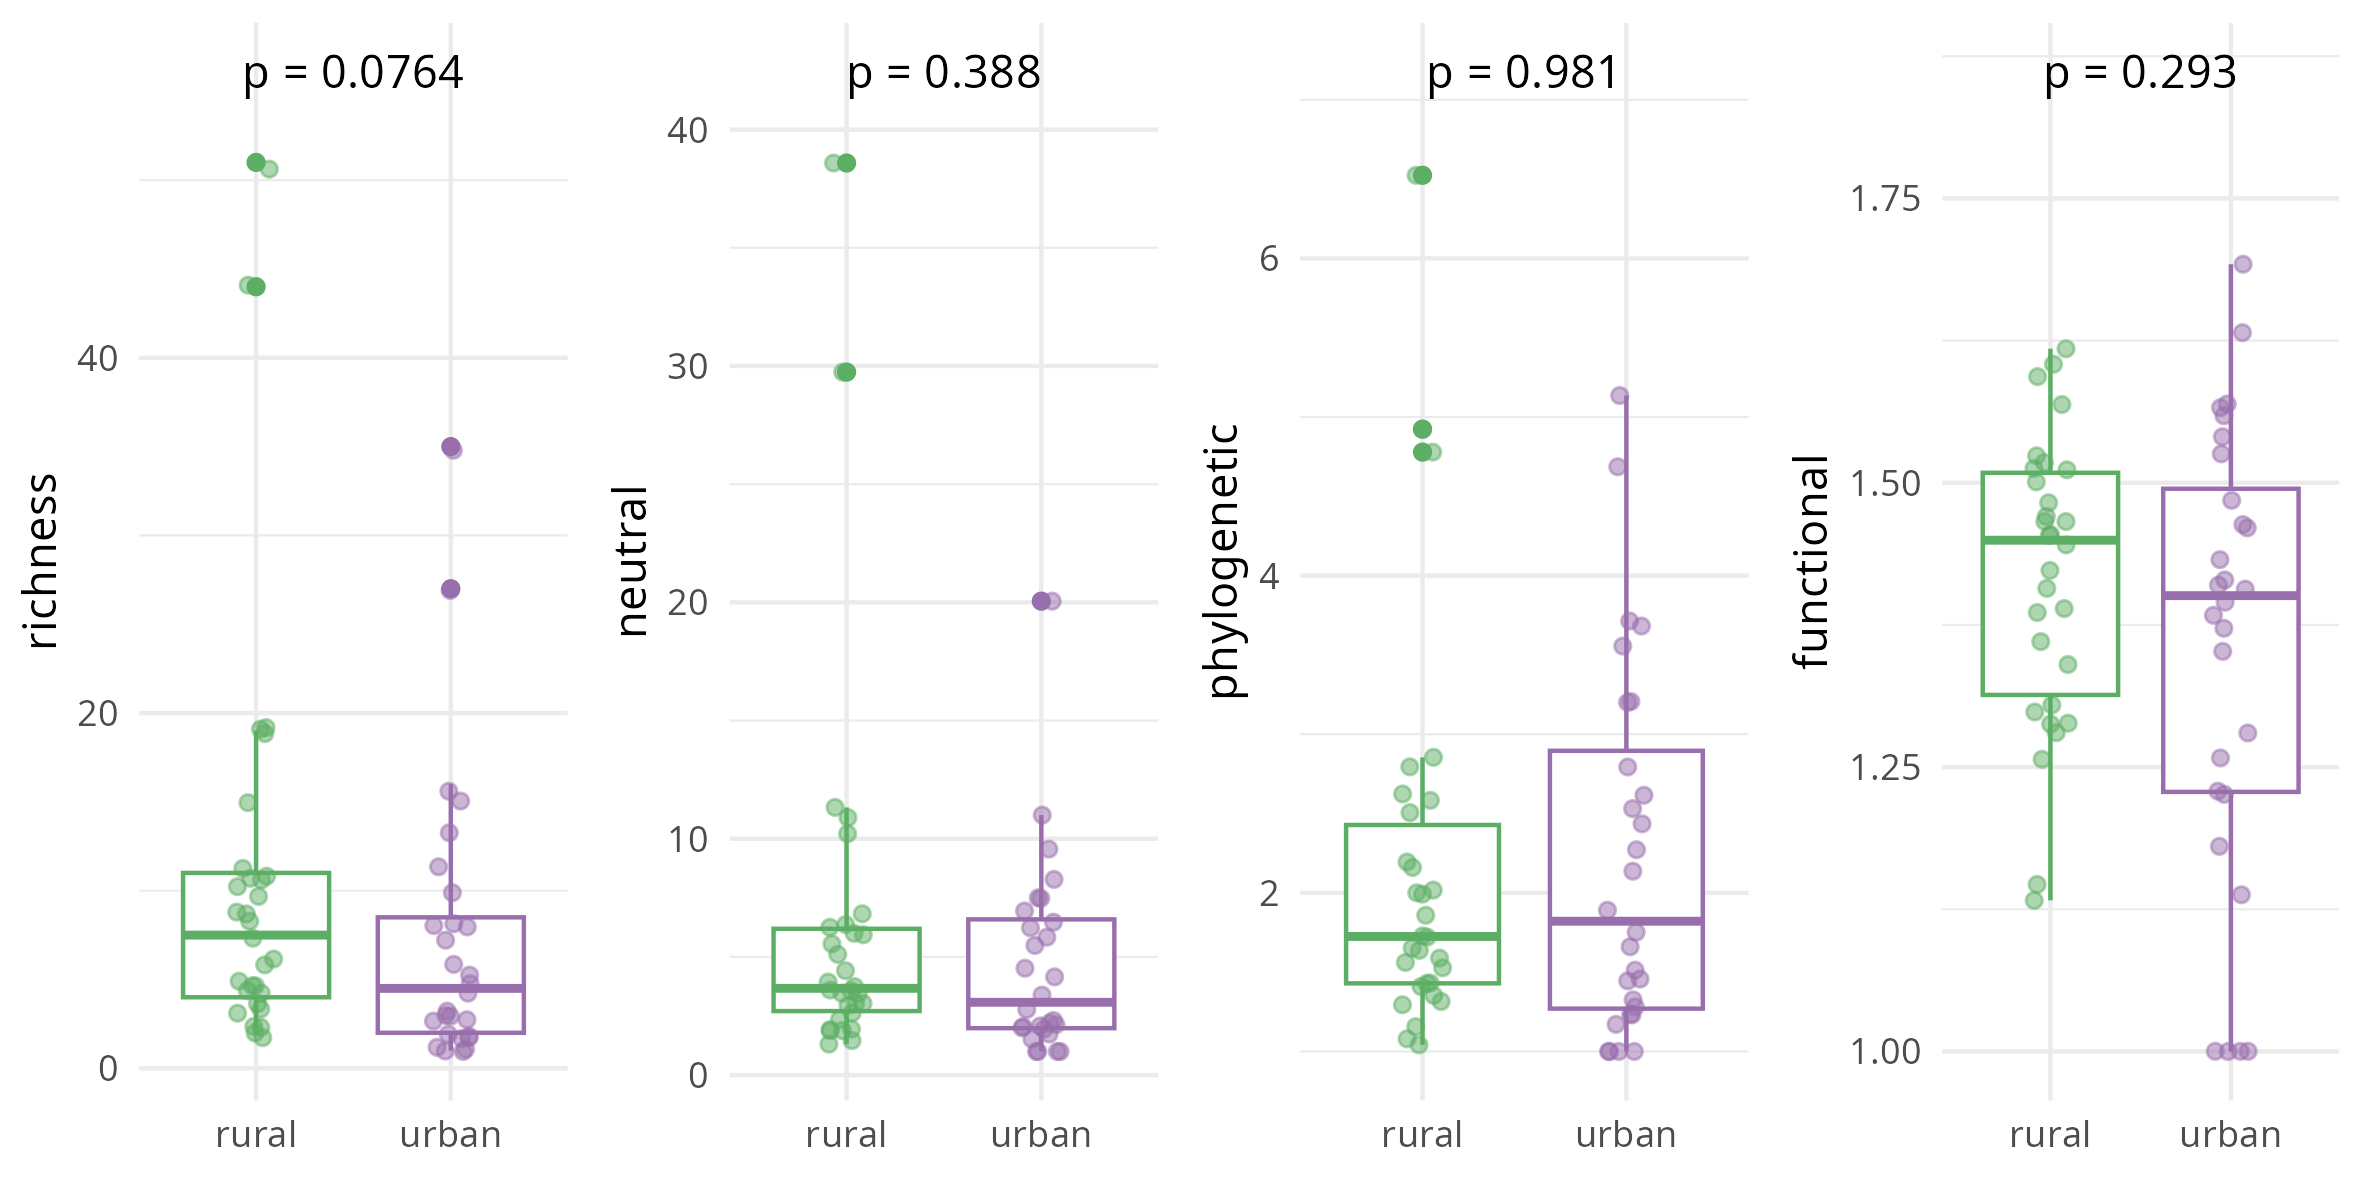 p = 0.0764
richness
40
20
0
rural
urban
p = 0.388
neutral
40
30
20
10
0
rural
urban
p = 0.981
phylogenetic
6
4
2
rural
urban
p = 0.293
functional
1.75
1.50
1.25
1.00
rural
urban